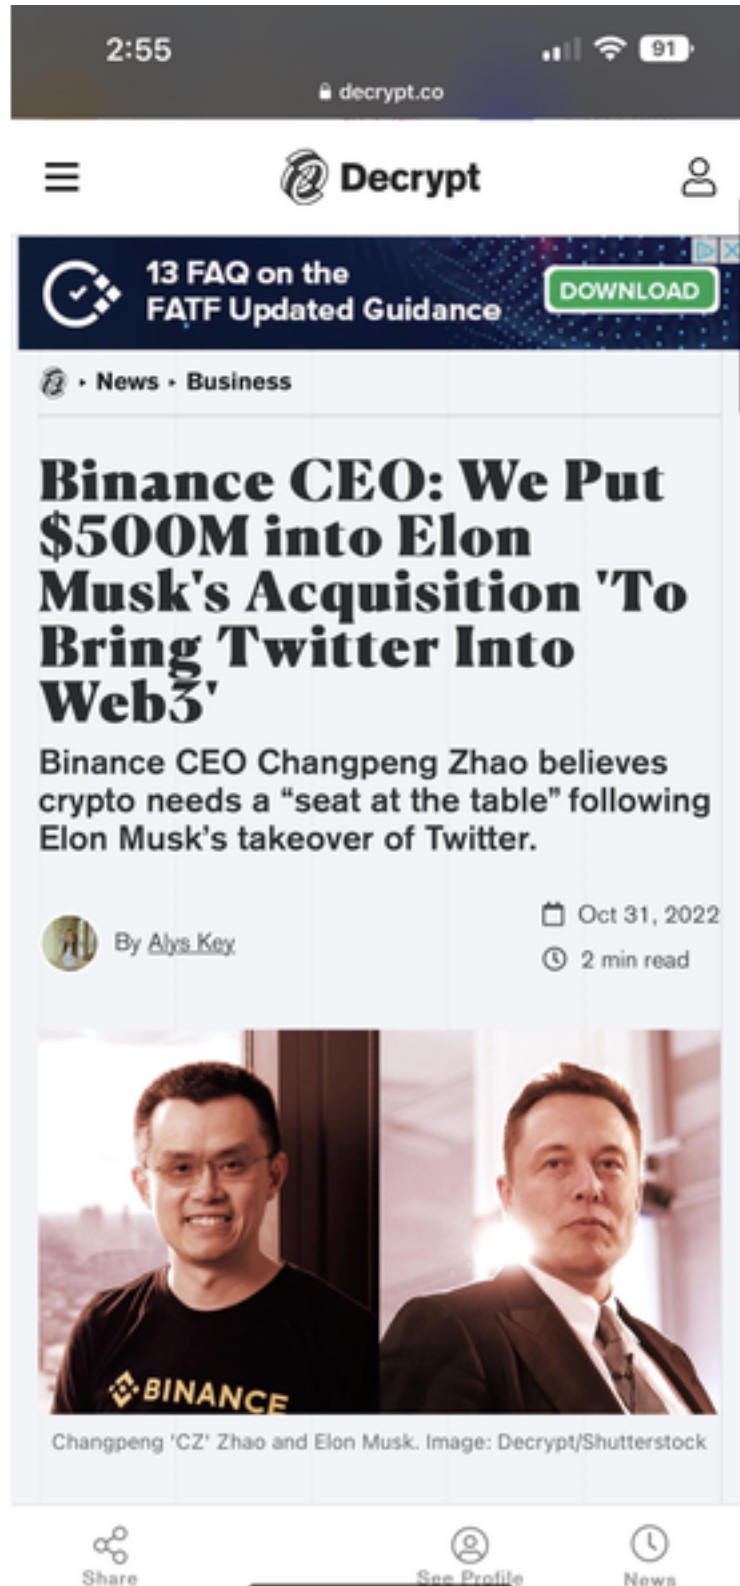 2:55
91
decrypt.co
Decrypt
13 FAQ on the
FATF Updated Guidance
DOWNLOAD
News • Business
Binance CEO: We Put
$500M into Elon
Musk's Acquisition 'To
Bring Twitter Into
Web3'
Binance CEO Changpeng Zhao believes
crypto needs a “seat at the table” following
Elon Musk’s takeover of Twitter.
By Alys Key
Oct 31, 2022
2 min read
BINANCE
Changpeng 'CZ' Zhao and Elon Musk. Image: Decrypt/Shutterstock
Share
See Profile
News